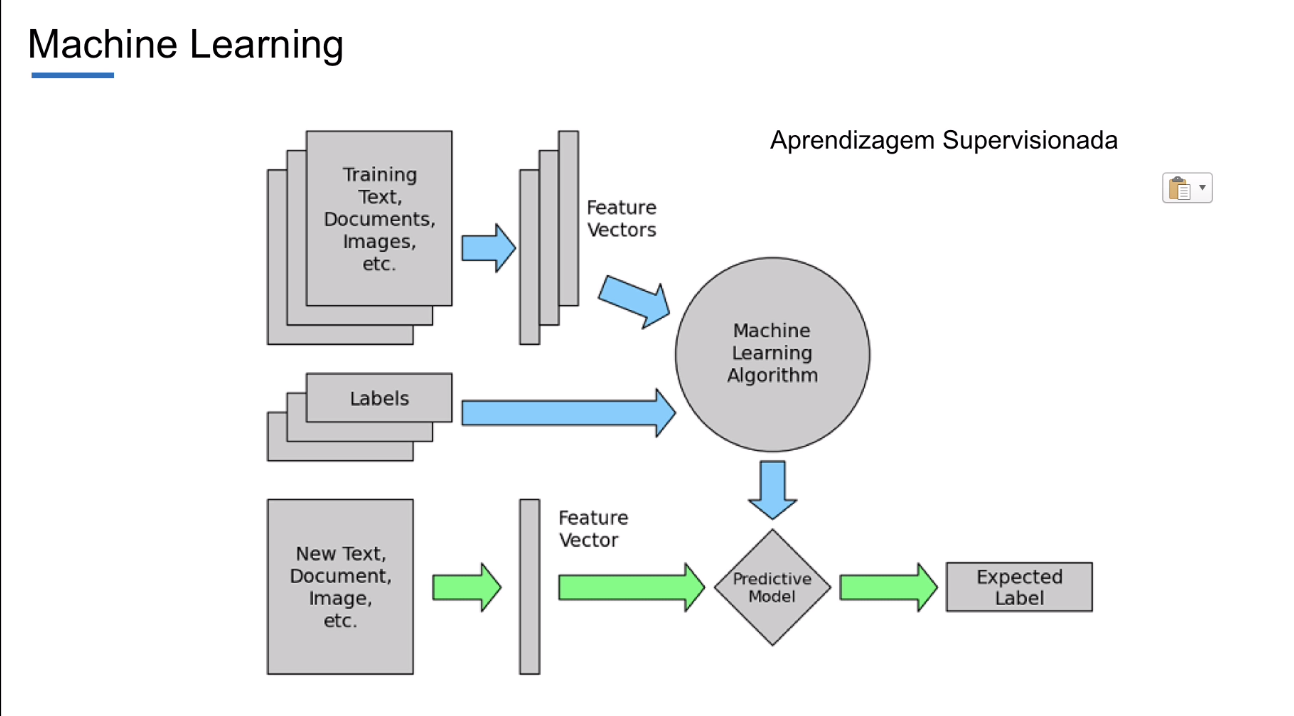 Machine Learning
Aprendizagem Supervisionada
Training
Text,
Documents,
Images,
etc.
Feature
Vectors
Machine
Learning
Algorithm
Labels
New Text,
Document,
Image,
etc.
Feature
Vector
Predictive
Model
Expected
Label